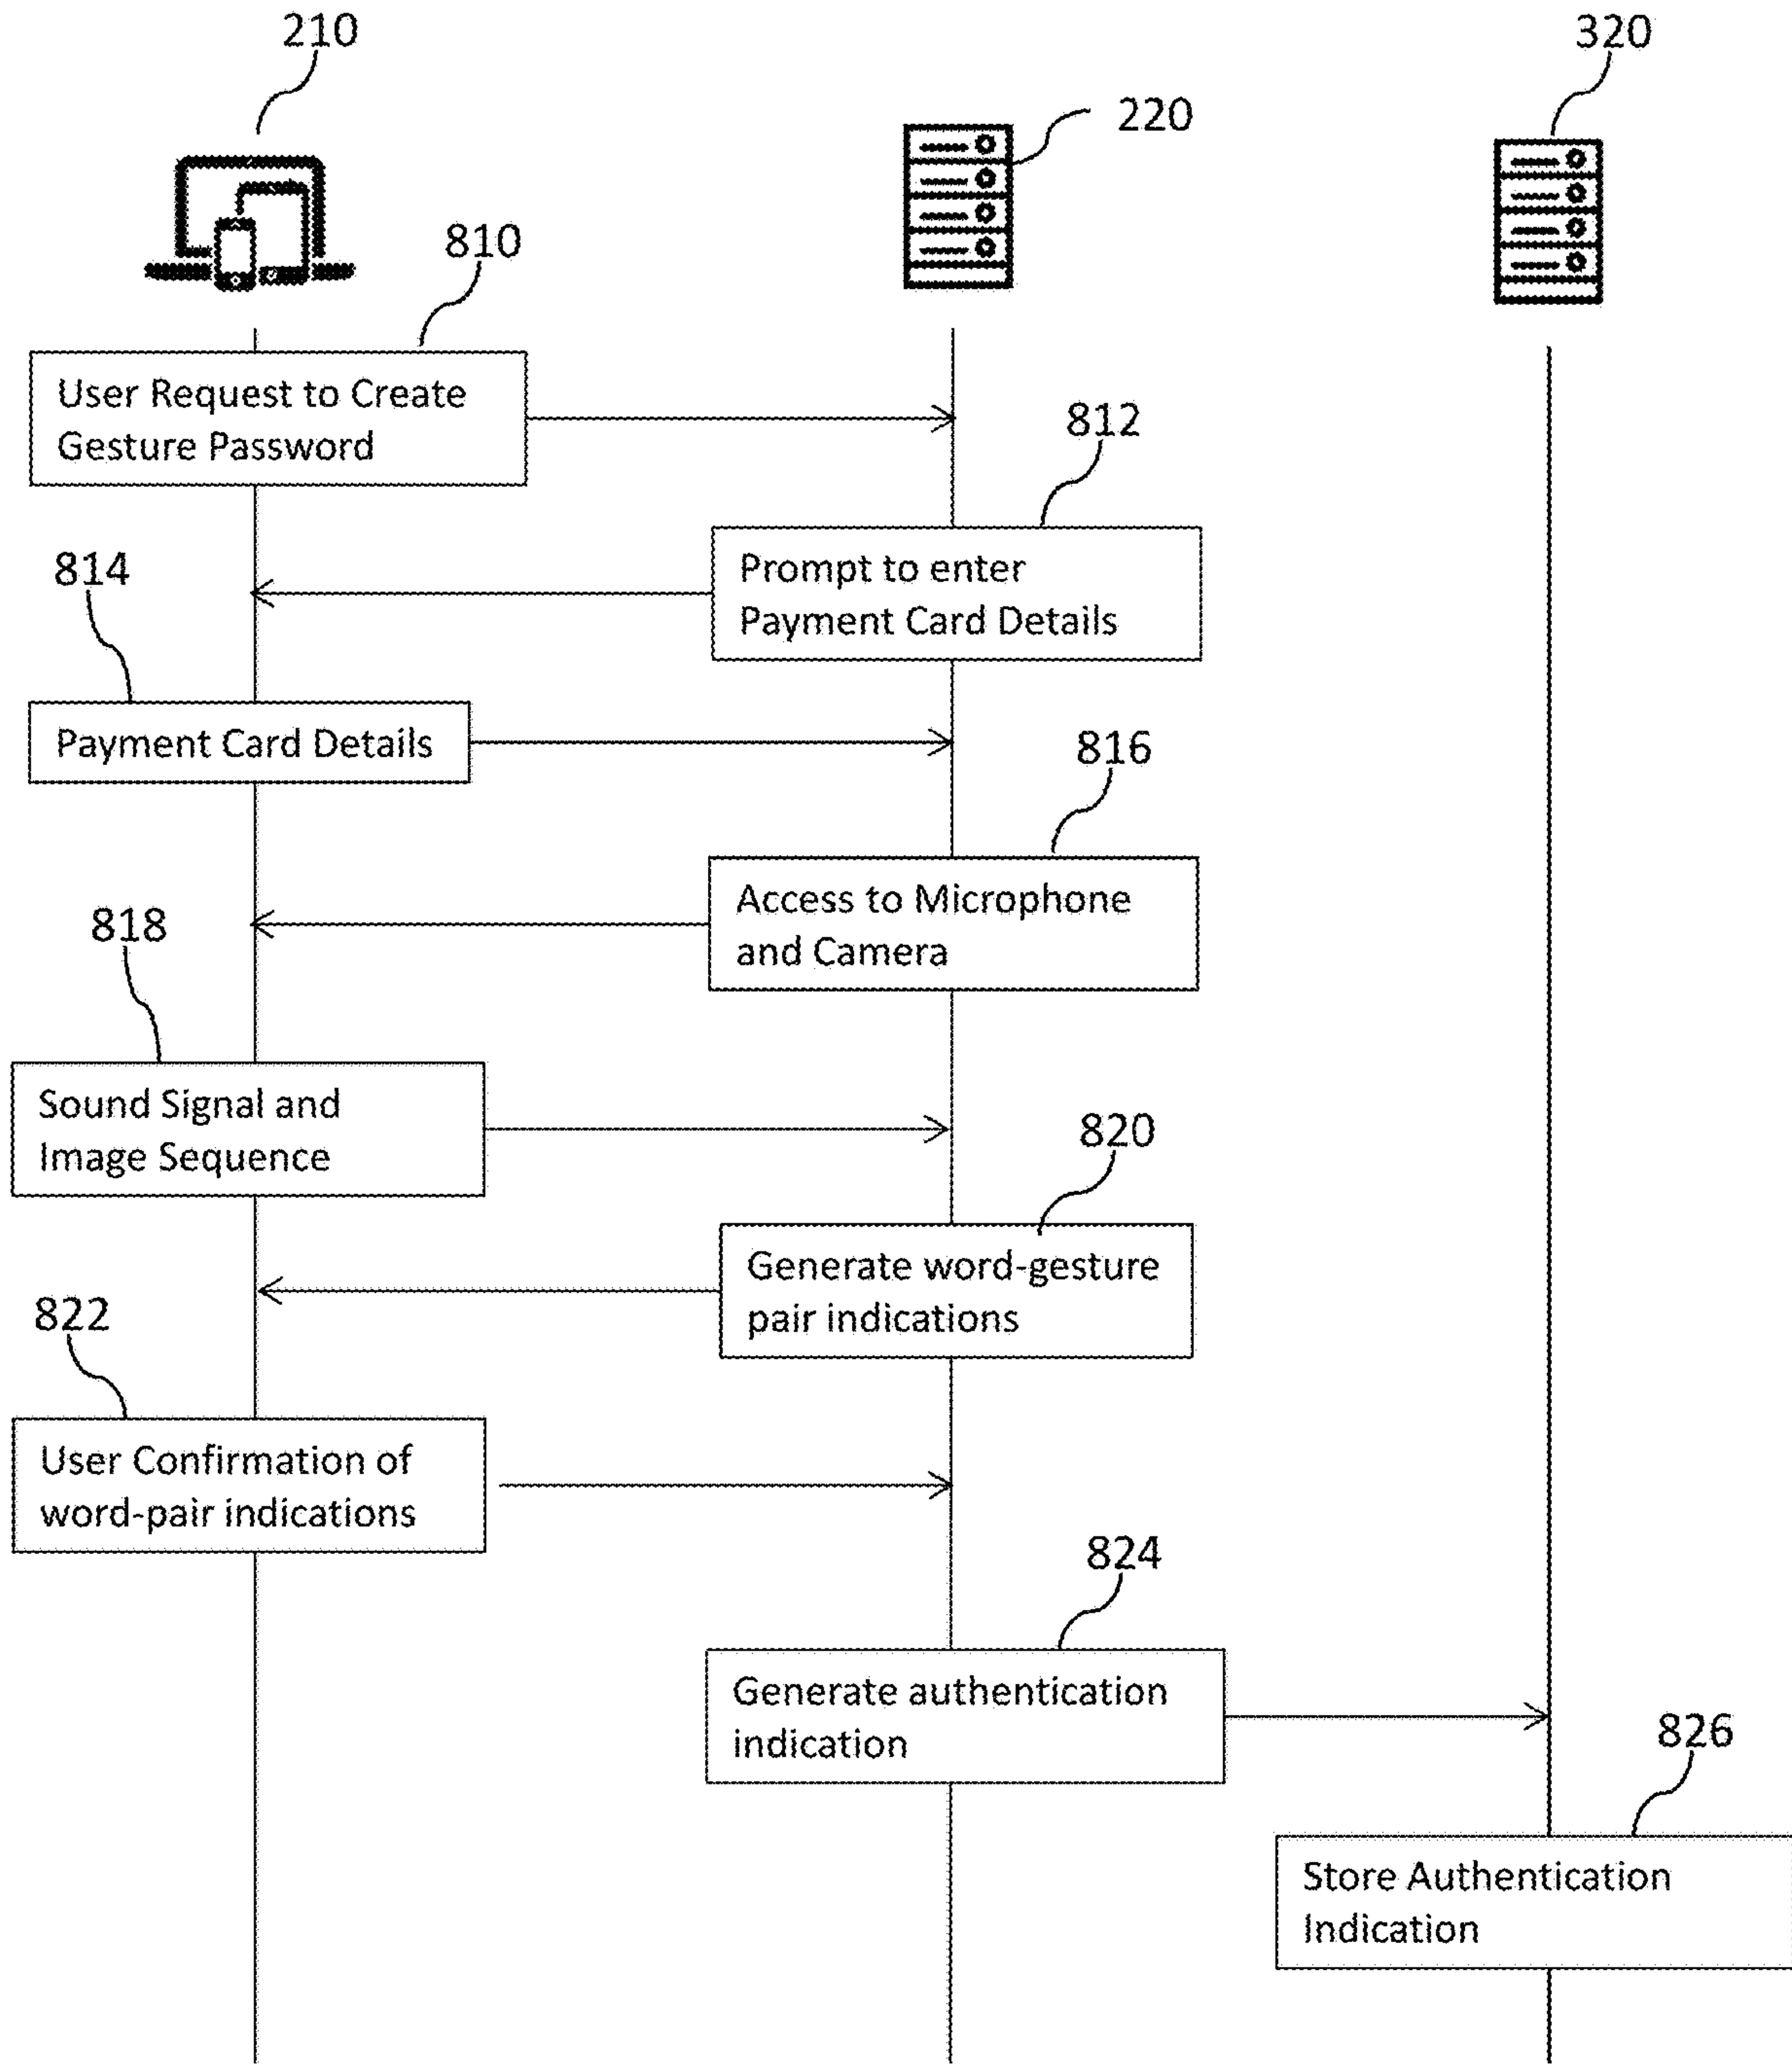 210
320
220
810
User Request to Create
Gesture Password
812
Prompt to enter
Payment Card Details
814
Payment Card Details
816
Access to Microphone
and Camera
818
Sound Signal and
Image Sequence
820
Generate word-gesture
pair indications
822
User Confirmation of
word-pair indications
824
Generate authentication
indication
826
Store Authentication
Indication